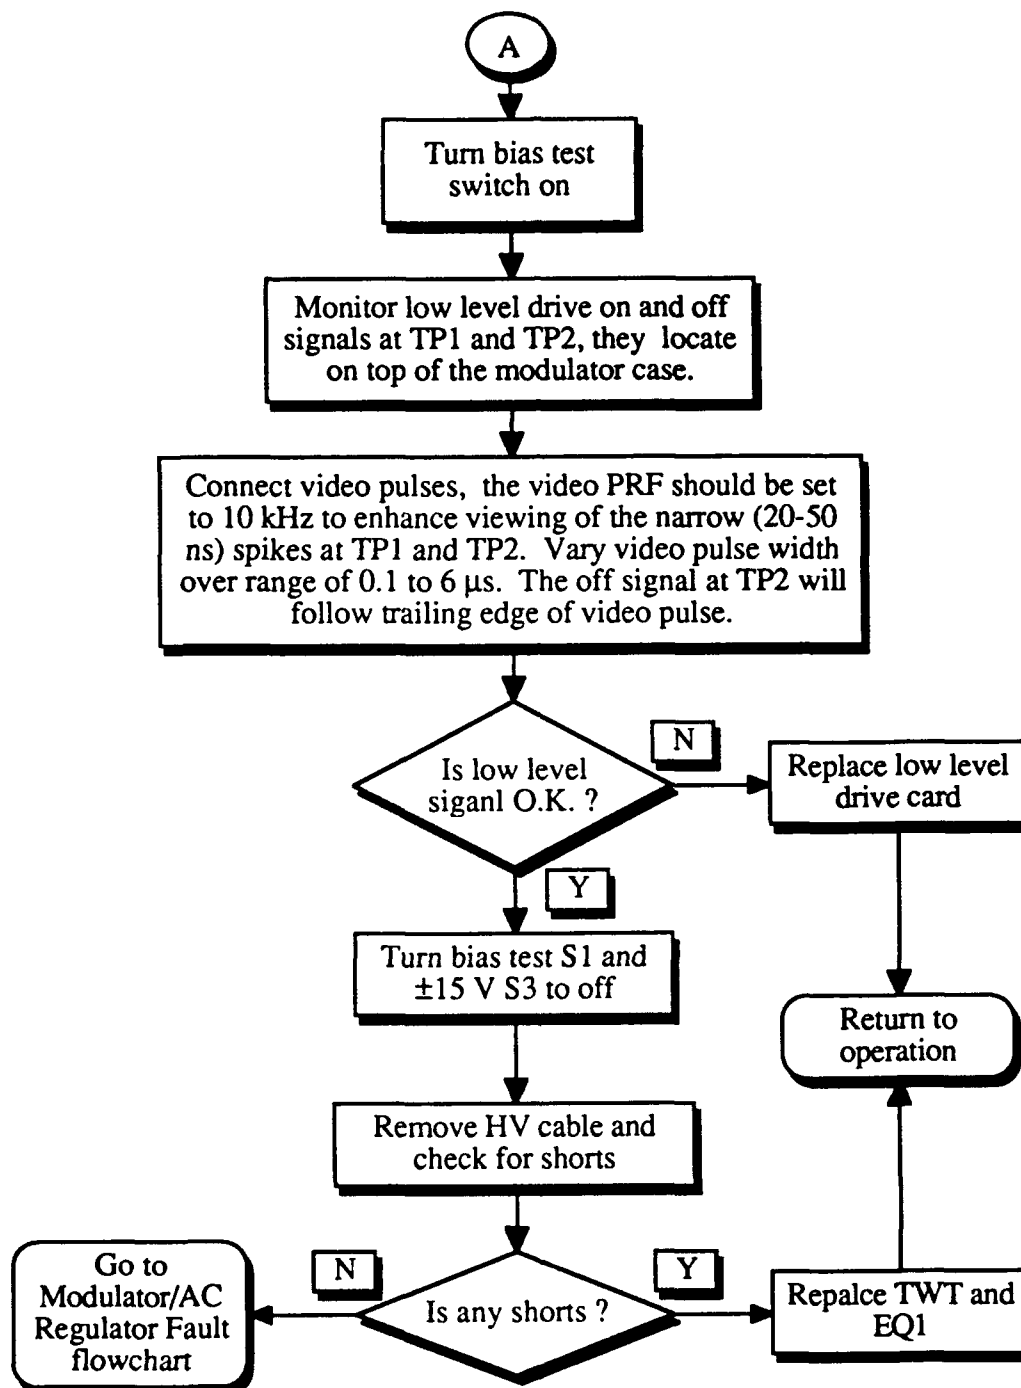 A
Turn bias test
switch on
Monitor low level drive on and off
signals at TP1 and TP2, they locate
on top of the modulator case.
Connect video pulses, the video PRF should be set
to 10 kHz to enhance viewing of the narrow (20-50
ns) spikes at TP1 and TP2. Vary video pulse width
over range of 0.1 to 6 µs. The off signal at TP2 will
follow trailing edge of video pulse.
Is low level
siganl O.K. ?
N
Replace low level
drive card
Y
Turn bias test S1 and
±15 V S3 to off
Return to
operation
Remove HV cable and
check for shorts
Is any shorts ?
N
Go to
Modulator/AC
Regulator Fault
flowchart
Y
Repalce TWT and
EQ1